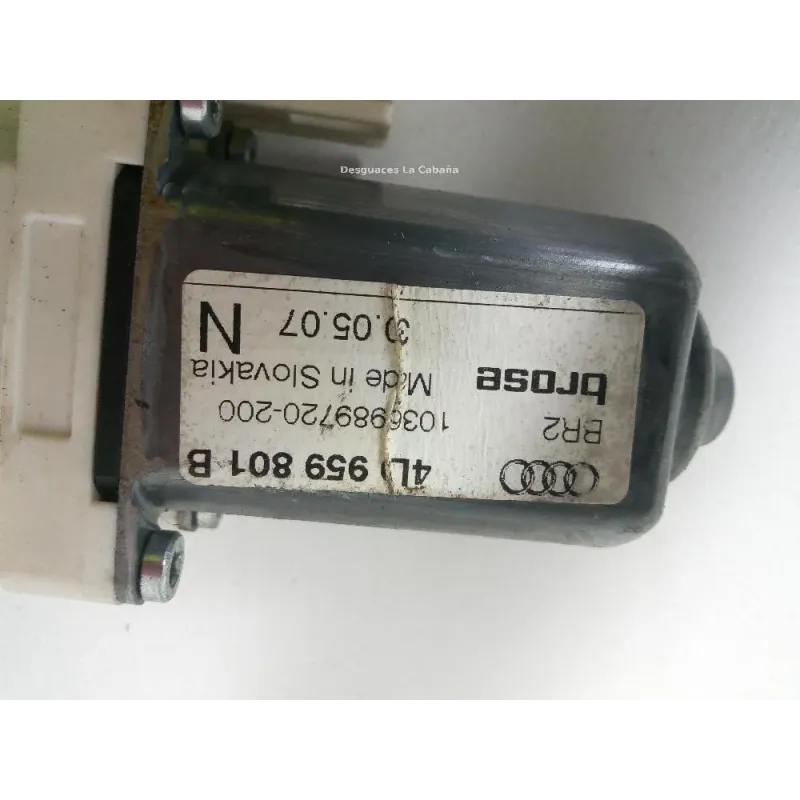 Desguaces La Cabaña
4L0 959 801 B
BR2
1036989720-200
brose
Made in Slovakia
30.05.07
N